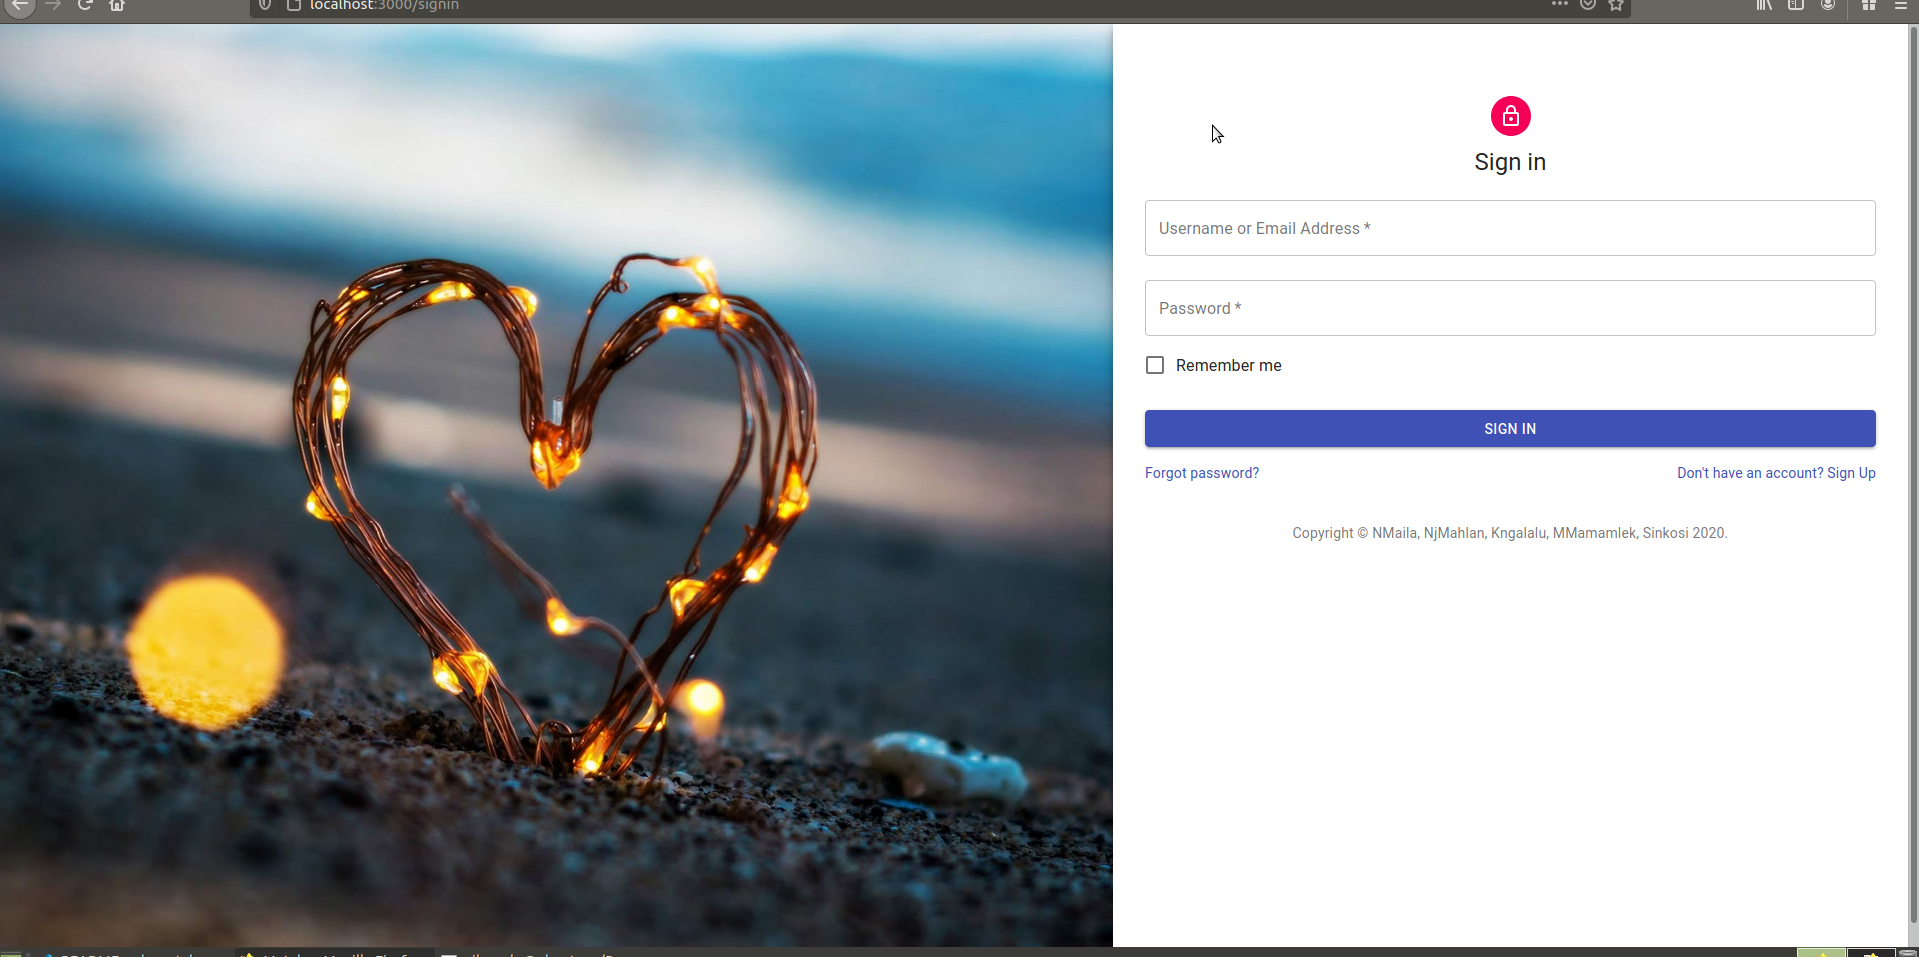 localhost:3000/signin
Sign in
Username or Email Address *
Password *
Remember me
SIGN IN
Forgot password?
Don't have an account? Sign Up
Copyright © NMaila, NjMahlan, Kngalalu, MMamamlek, Sinkosi 2020.